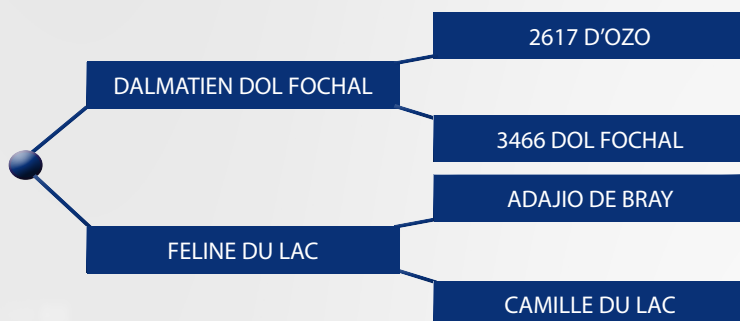 2617 D’OZO
DALMATIEN DOL FOCHAL
3466 DOL FOCHAL
ADAJIO DE BRAY
FELINE DU LAC
CAMILLE DU LAC